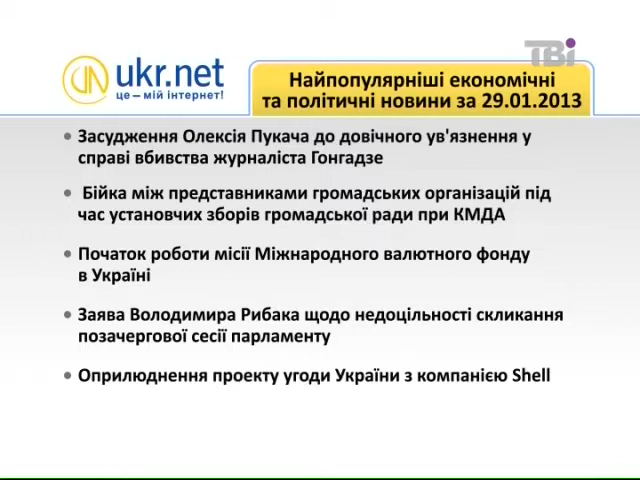 ТВі
ukr.net
це – мій інтернет!
Найпопулярніші економічні
та політичні новини за 29.01.2013
• Засудження Олексія Пукача до довічного ув'язнення у
справі вбивства журналіста Гонгадзе
• Бійка між представниками громадських організацій під
час установчих зборів громадської ради при КМДА
• Початок роботи місії Міжнародного валютного фонду
в Україні
• Заява Володимира Рибака щодо недоцільності скликання
позачергової сесії парламенту
• Оприлюднення проекту угоди України з компанією Shell